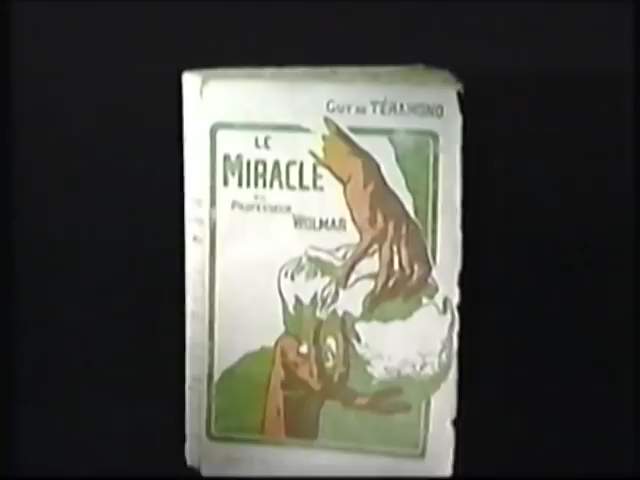 GUY DE TÉRAMOND
LE
MIRACLE
DU
PROFESSEUR
WOLMAR